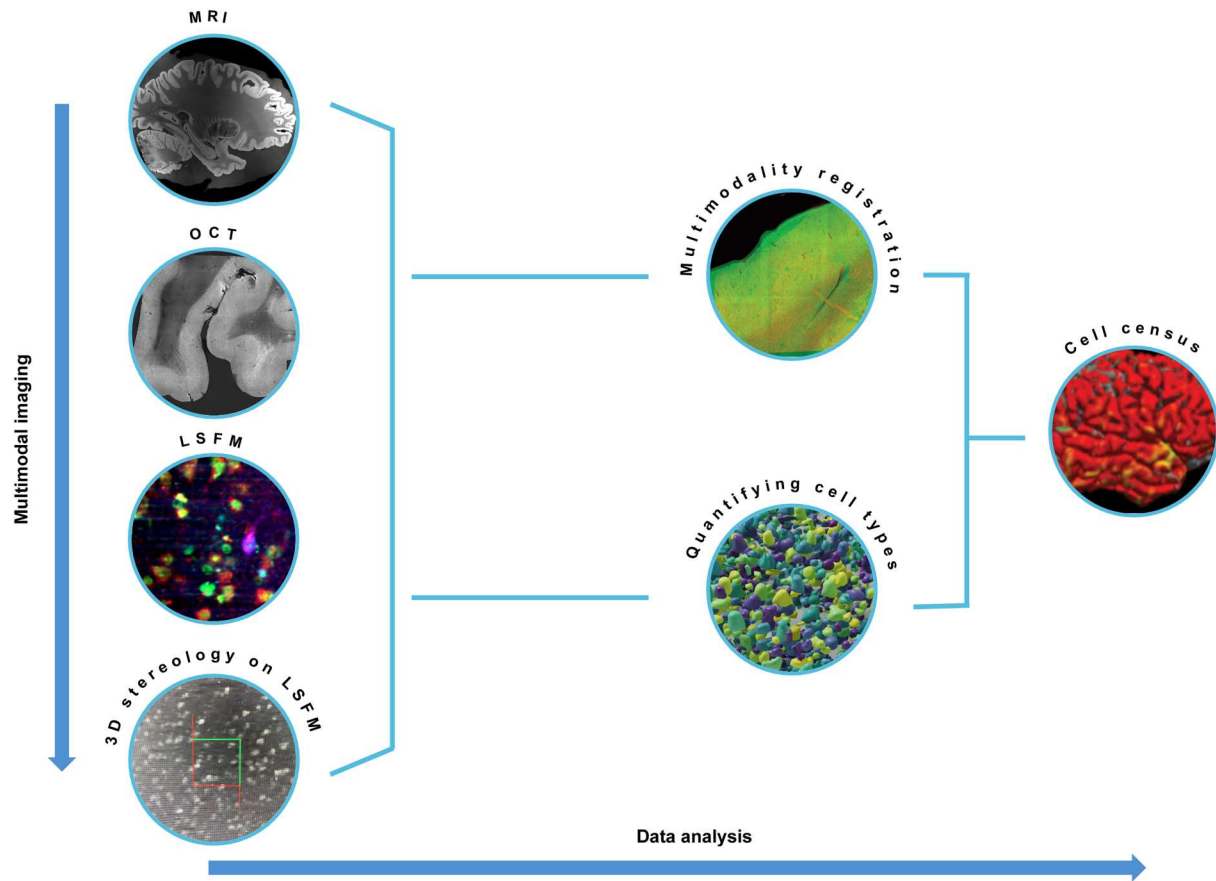 MRI
OCT
LSFM
3D stereology on LSFM
Multimodal imaging
Multimodality registration
Quantifying cell types
Cell census
Data analysis